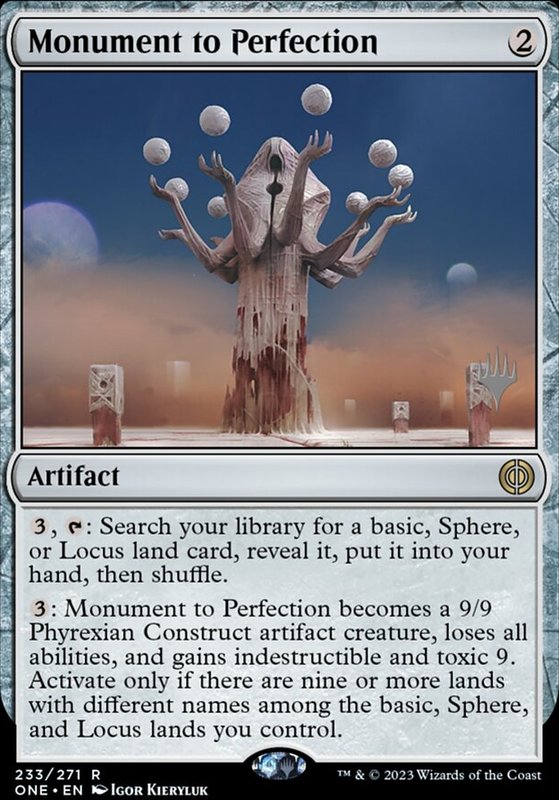 Monument to Perfection 2
Artifact
3, : Search your library for a basic, Sphere,
or Locus land card, reveal it, put it into your
hand, then shuffle.
3: Monument to Perfection becomes a 9/9
Phyrexian Construct artifact creature, loses all
abilities, and gains indestructible and toxic 9.
Activate only if there are nine or more lands
with different names among the basic, Sphere,
and Locus lands you control.
233/271 R
ONE • EN Igor Kieryluk
™ & © 2023 Wizards of the Coast